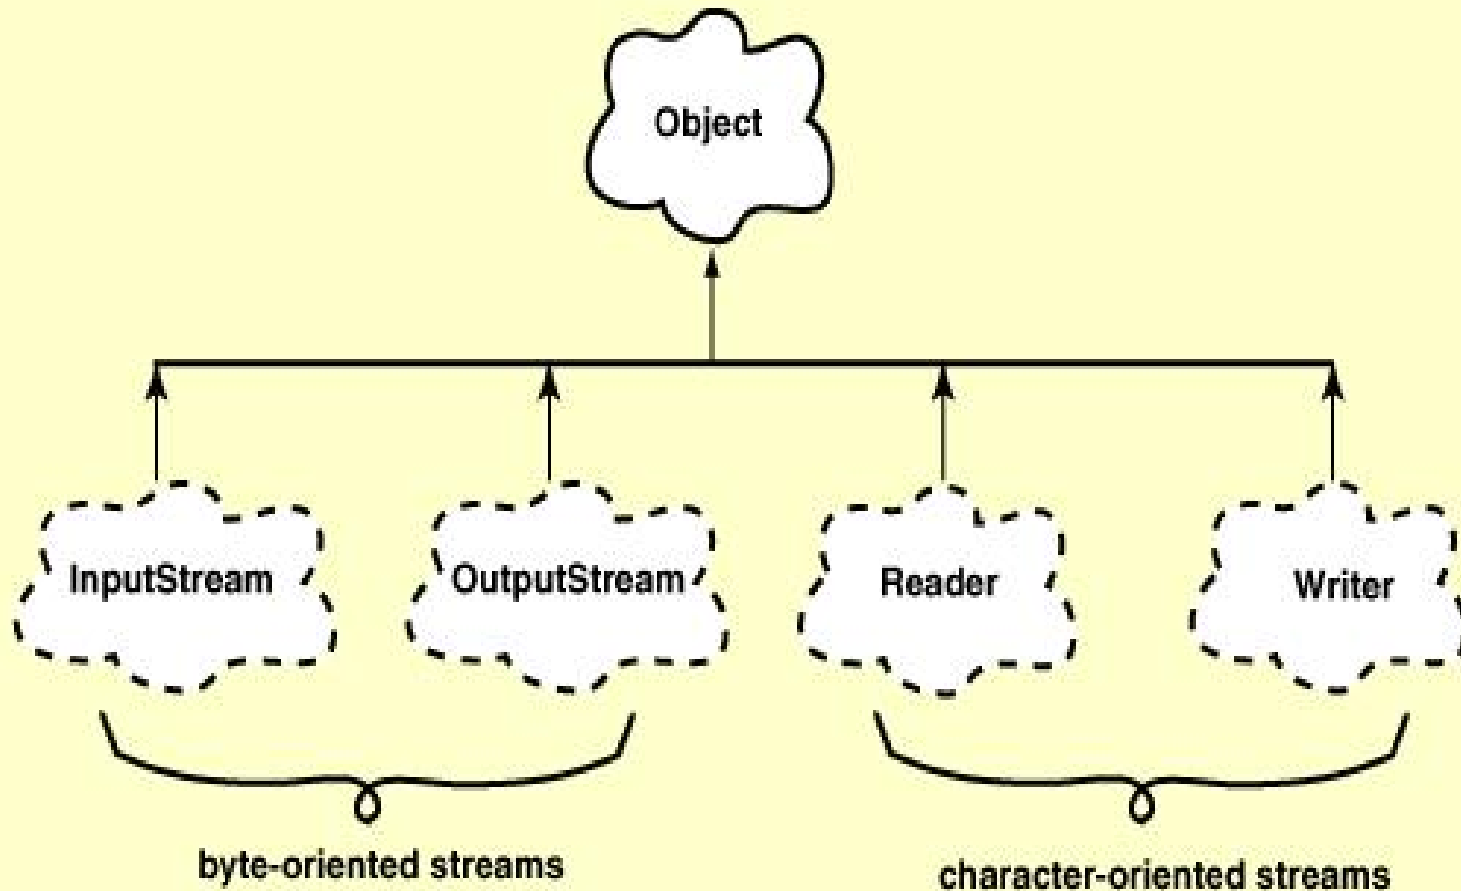 Object
InputStream
OutputStream
Reader
Writer
byte-oriented streams
character-oriented streams